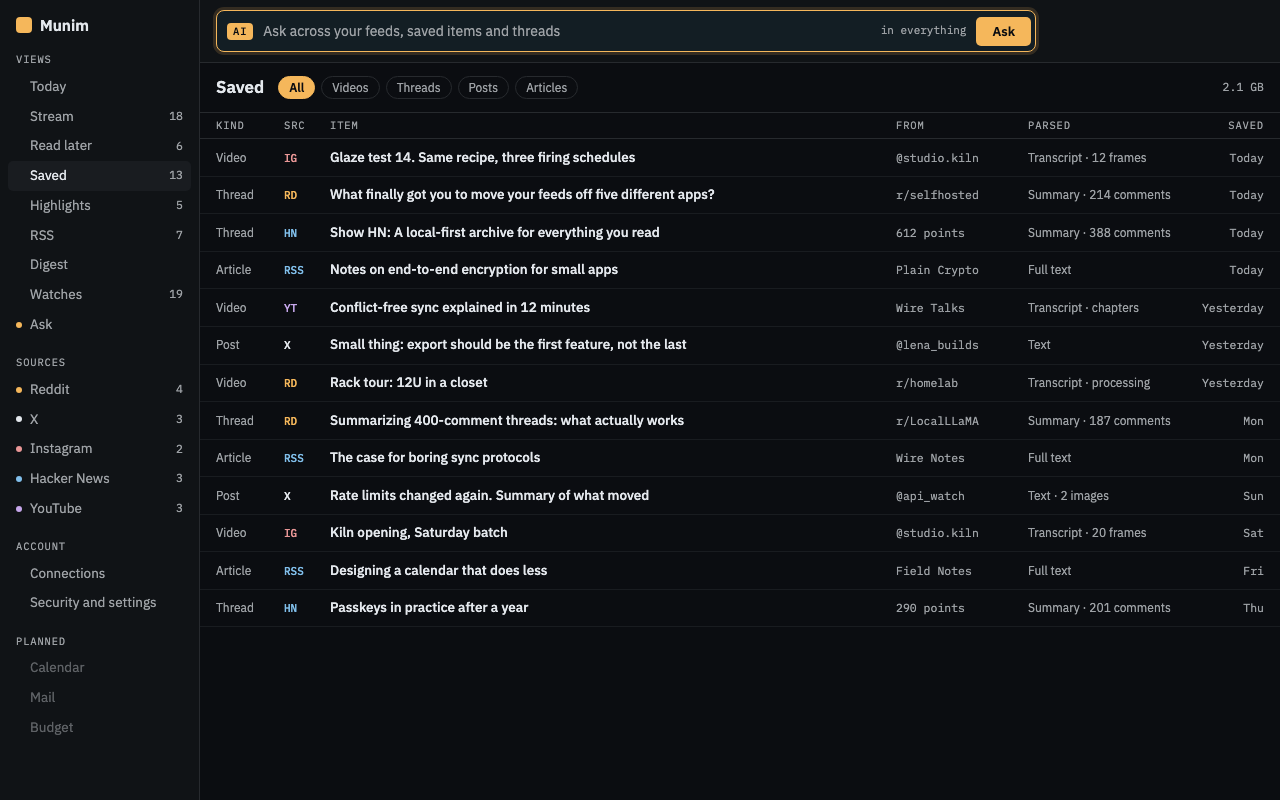 Munim
VIEWS
Today
Stream 18
Read later 6
Saved 13
Highlights 5
RSS 7
Digest
Watches 19
Ask
SOURCES
Reddit 4
X 3
Instagram 2
Hacker News 3
YouTube 3
ACCOUNT
Connections
Security and settings
PLANNED
Calendar
Mail
Budget
AI Ask across your feeds, saved items and threads in everything Ask
Saved All Videos Threads Posts Articles 2.1 GB
KIND SRC ITEM FROM PARSED SAVED
Video IG Glaze test 14. Same recipe, three firing schedules @studio.kiln Transcript · 12 frames Today
Thread RD What finally got you to move your feeds off five different apps? r/selfhosted Summary · 214 comments Today
Thread HN Show HN: A local-first archive for everything you read 612 points Summary · 388 comments Today
Article RSS Notes on end-to-end encryption for small apps Plain Crypto Full text Today
Video YT Conflict-free sync explained in 12 minutes Wire Talks Transcript · chapters Yesterday
Post X Small thing: export should be the first feature, not the last @lena_builds Text Yesterday
Video RD Rack tour: 12U in a closet r/homelab Transcript · processing Yesterday
Thread RD Summarizing 400-comment threads: what actually works r/LocalLLaMA Summary · 187 comments Mon
Article RSS The case for boring sync protocols Wire Notes Full text Mon
Post X Rate limits changed again. Summary of what moved @api_watch Text · 2 images Sun
Video IG Kiln opening, Saturday batch @studio.kiln Transcript · 20 frames Sat
Article RSS Designing a calendar that does less Field Notes Full text Fri
Thread HN Passkeys in practice after a year 290 points Summary · 201 comments Thu